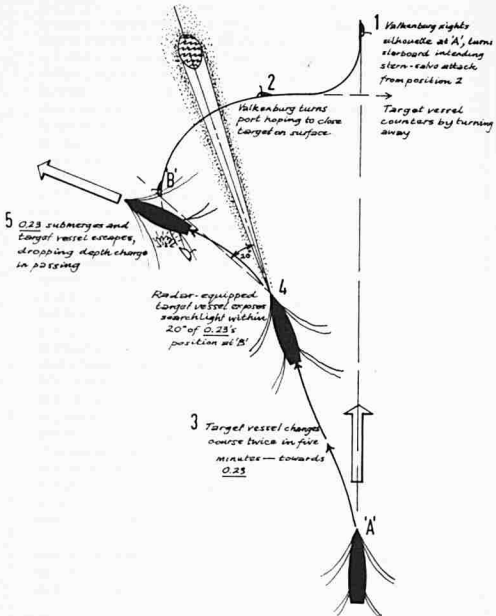 1 Valkenburg sights
silhouette at 'A', turns
starboard intending
stern-salvo attack
from position 2
2
Valkenburg turns
port hoping to close
target on surface
Target vessel
counters by turning
away
'B'
5 0.23 submerges and
target vessel escapes,
dropping depth charge
in passing
20°
4
Radar-equipped
target vessel exposes
searchlight within
20° of 0.23's
position at 'B'
3 Target vessel changes
course twice in five
minutes — towards
0.23
'A'